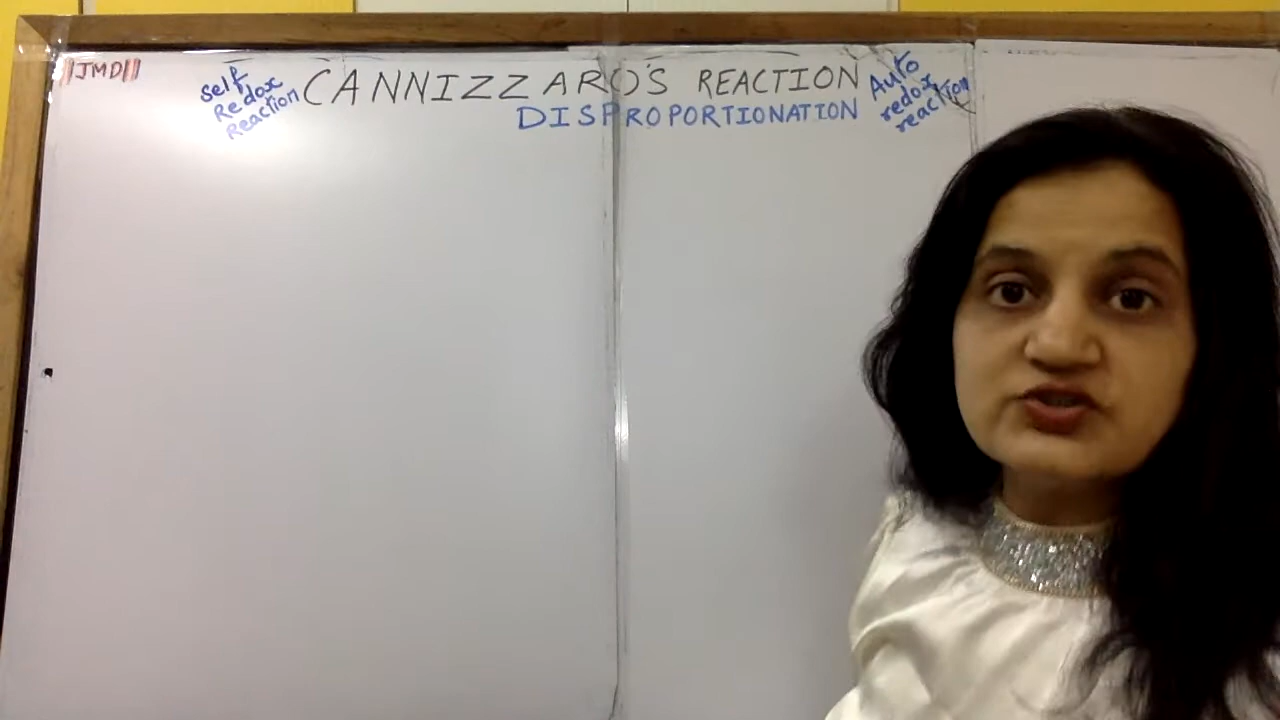 ||JMD||
Self
Redox
Reaction
CANNIZZARO'S REACTION
DISPROPORTIONATION
Auto
redox
reaction